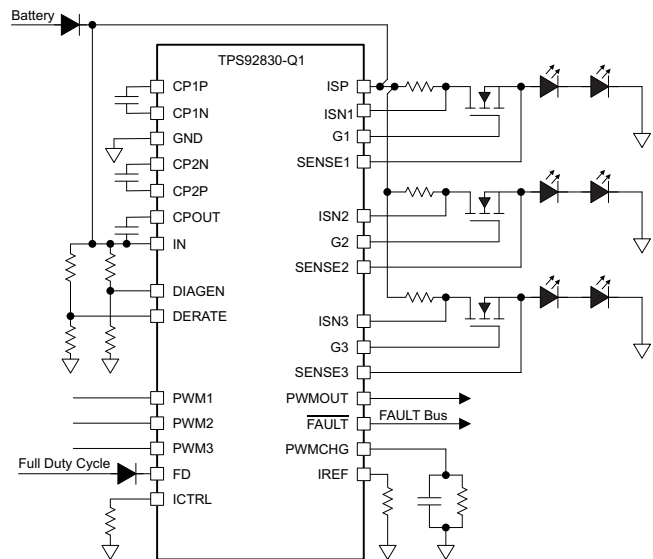 Battery
TPS92830-Q1
CP1P
CP1N
GND
CP2N
CP2P
CPOUT
IN
DIAGEN
DERATE
PWM1
PWM2
PWM3
Full Duty Cycle
FD
ICTRL
ISP
ISN1
G1
SENSE1
ISN2
G2
SENSE2
ISN3
G3
SENSE3
PWMOUT
FAULT
FAULT Bus
PWMCHG
IREF